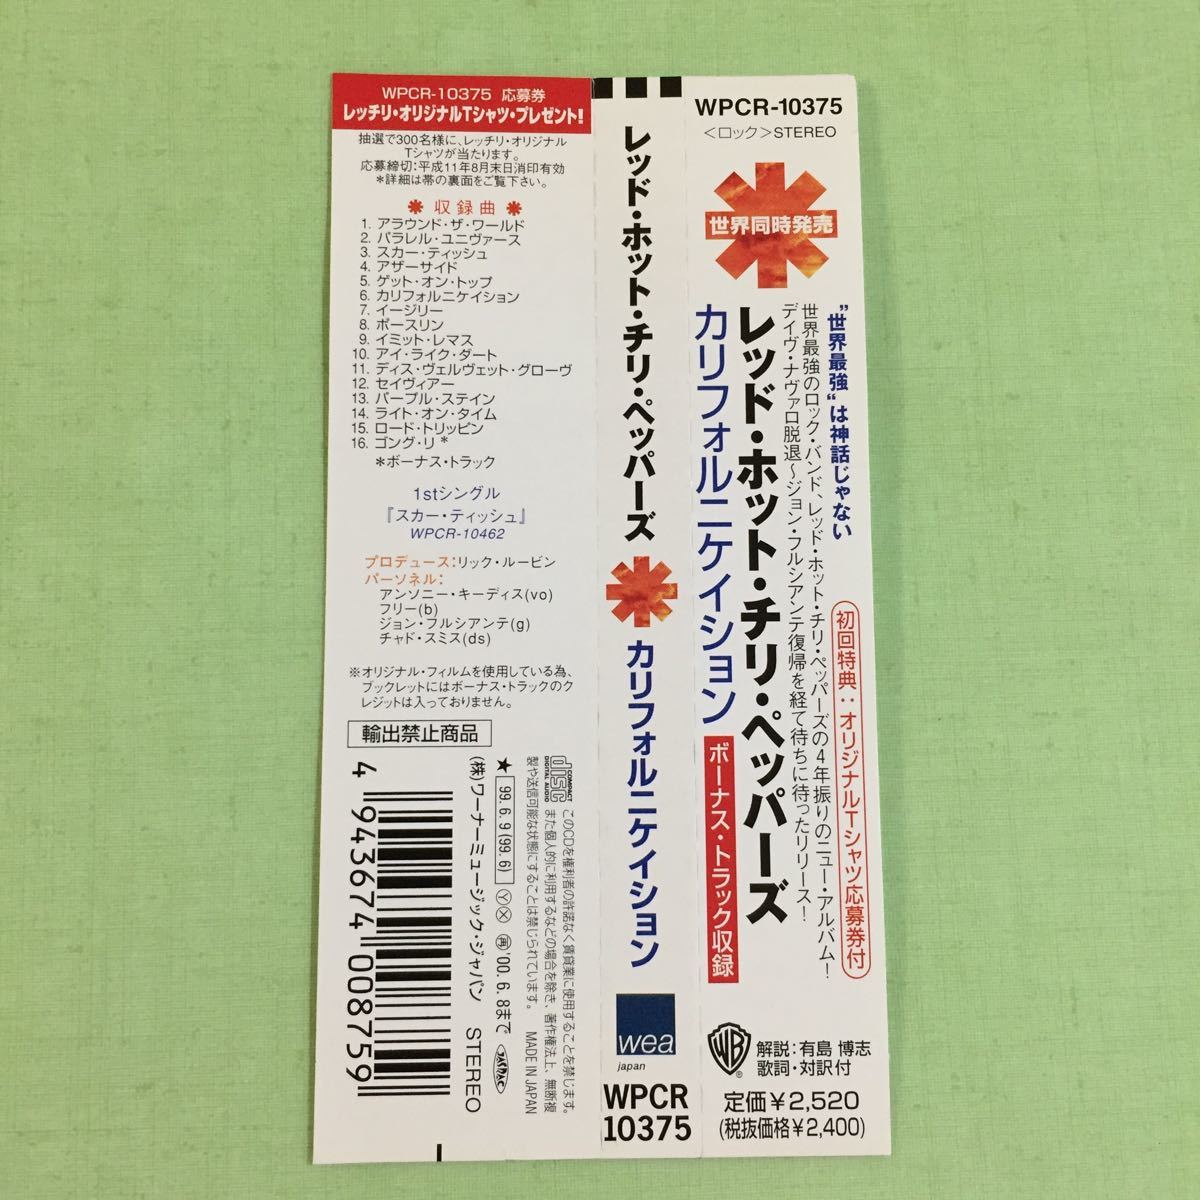 WPCR-10375 応募券
レッチリ・オリジナルTシャツ・プレゼント!
抽選で300名様に、レッチリ・オリジナル
Tシャツが当たります。
応募締切:平成11年8月末日消印有効
*詳細は帯の裏面をご覧下さい。
収録曲
1. アラウンド・ザ・ワールド
2. パラレル・ユニヴァース
3. スカー・ティッシュ
4. アザーサイド
5. ゲット・オン・トップ
6. カリフォルニケイション
7. イージリー
8. ポースリン
9. イミット・レマス
10. アイ・ライク・ダート
11. ディス・ヴェルヴェット・グローヴ
12. セイヴィアー
13. パープル・ステイン
14. ライト・オン・タイム
15. ロード・トリッピン
16. ゴング・リ*
*ボーナス・トラック
1stシングル
『スカー・ティッシュ』
WPCR-10462
プロデュース:リック・ルービン
パーソネル:
アンソニー・キーディス(vo)
フリー(b)
ジョン・フルシアンテ(g)
チャド・スミス(ds)
※オリジナル・フィルムを使用している為、
ブックレットにはボーナス・トラックのク
レジットは入っておりません。
輸出禁止商品
COMPACT
disc
DIGITAL AUDIO
このCDを権利者の許諾なく賃貸業に使用することを禁じます。
また個人的に利用するなどの場合を除き、著作権法上、無断複
製や送信可能な状態にすることは禁じられています。 MADE IN JAPAN
★ 99.6.9(99.6) Y X 再'00.6.8まで JASRAC
(株)ワーナーミュージック・ジャパン STEREO
4 943674 008759
レッド・ホット・チリ・ペッパーズ
カリフォルニケイション
wea
japan
WPCR
10375
WPCR-10375
<ロック>STEREO
世界同時発売
"世界最強"は神話じゃない
世界最強のロック・バンド、レッド・ホット・チリ・ペッパーズの4年振りのニュー・アルバム!
デイヴ・ナヴァロ脱退〜ジョン・フルシアンテ復帰を経て待ちに待ったリリース!
レッド・ホット・チリ・ペッパーズ
カリフォルニケイション
ボーナス・トラック収録
初回特典:オリジナルTシャツ応募券付
WB
解説:有島 博志
歌詞・対訳付
定価¥2,520
(税抜価格¥2,400)